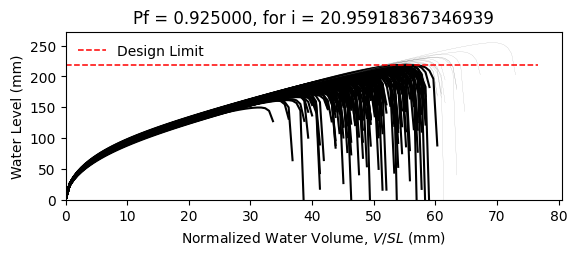 Pf = 0.925000, for i = 20.95918367346939
Design Limit
Water Level (mm)
250
200
150
100
50
0
0 10 20 30 40 50 60 70 80
Normalized Water Volume, V/SL (mm)